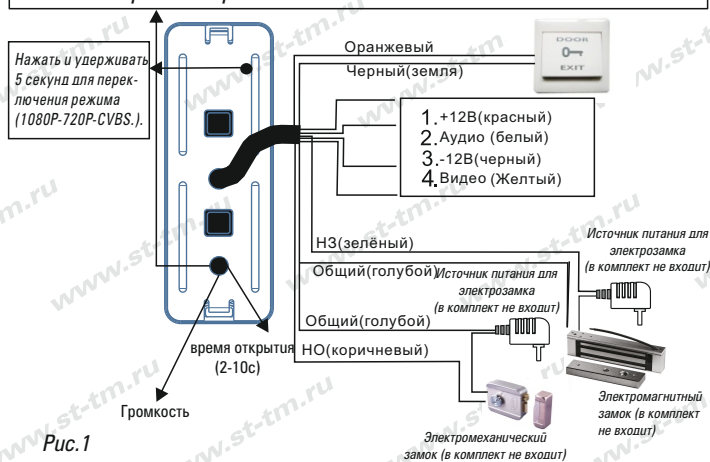 Оранжевый
Черный(земля)
DOOR
EXIT
Нажать и удерживать
5 секунд для перек-
лючения режима
(1080P-720P-CVBS.).
1.+12В(красный)
2.Аудио (белый)
3.-12В(черный)
4.Видео (Желтый)
НЗ(зелёный)
Источник питания для
электрозамка
(в комплект не входит)
Общий(голубой)
Источник питания для
электрозамка
(в комплект не входит)
Общий(голубой)
время открытия
(2-10с)
НО(коричневый)
Громкость
Электромагнитный
замок (в комплект
не входит)
Электромеханический
замок (в комплект не входит)
Рис.1
www.st-tm.ru